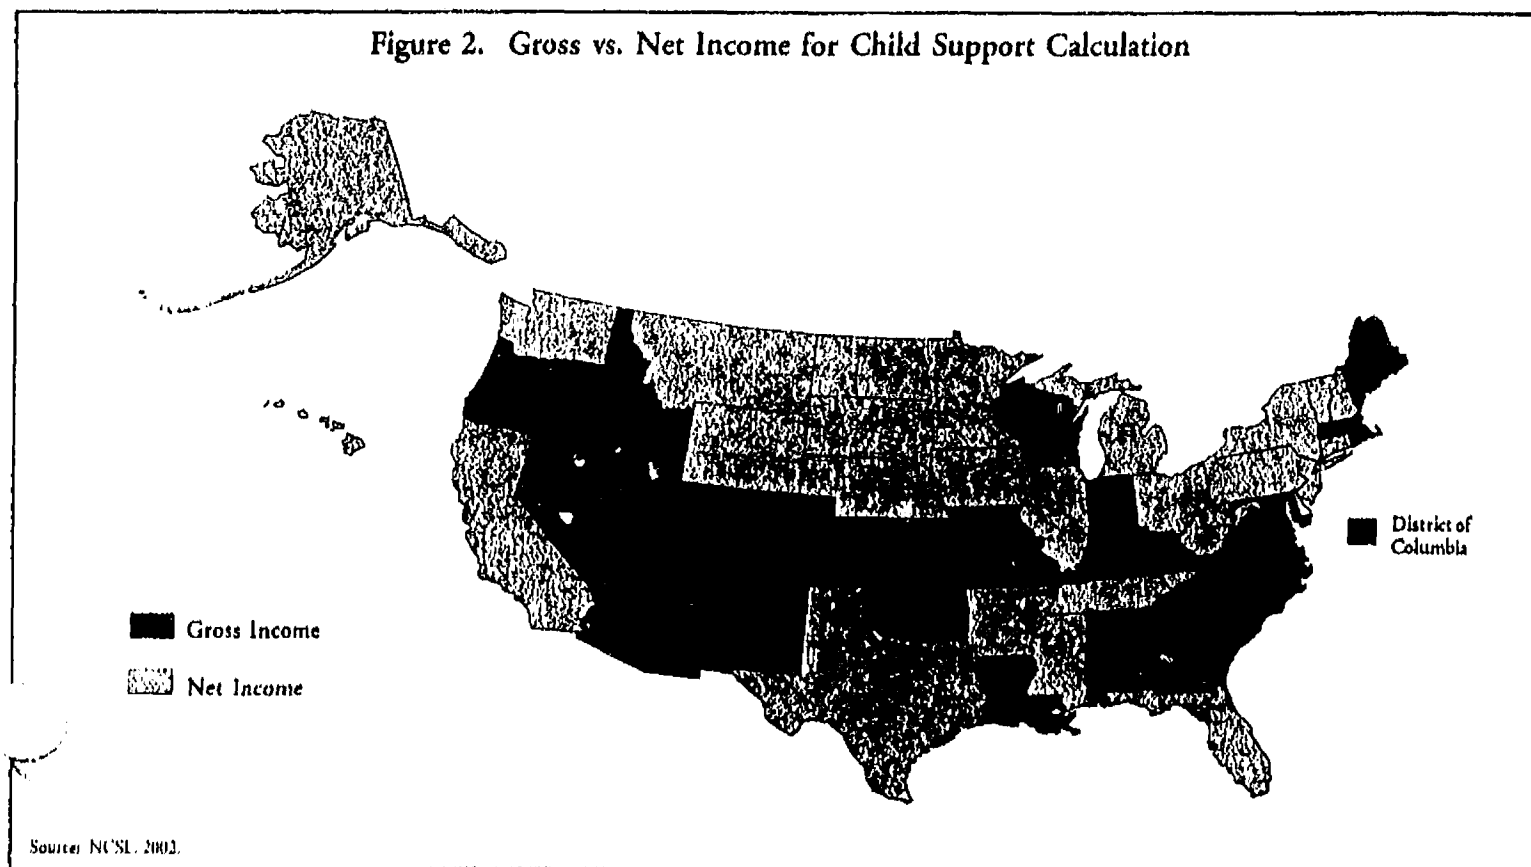 Figure 2. Gross vs. Net Income for Child Support Calculation
District of
Columbia
Gross Income
Net Income
Source: NCSL, 2002.